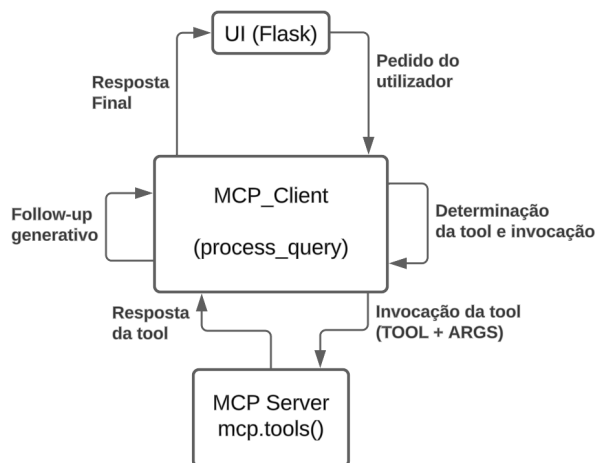 UI (Flask)
Resposta
Final
Pedido do
utilizador
MCP_Client
(process_query)
Follow-up
generativo
Determinação
da tool e invocação
Resposta
da tool
Invocação da tool
(TOOL + ARGS)
MCP Server
mcp.tools()